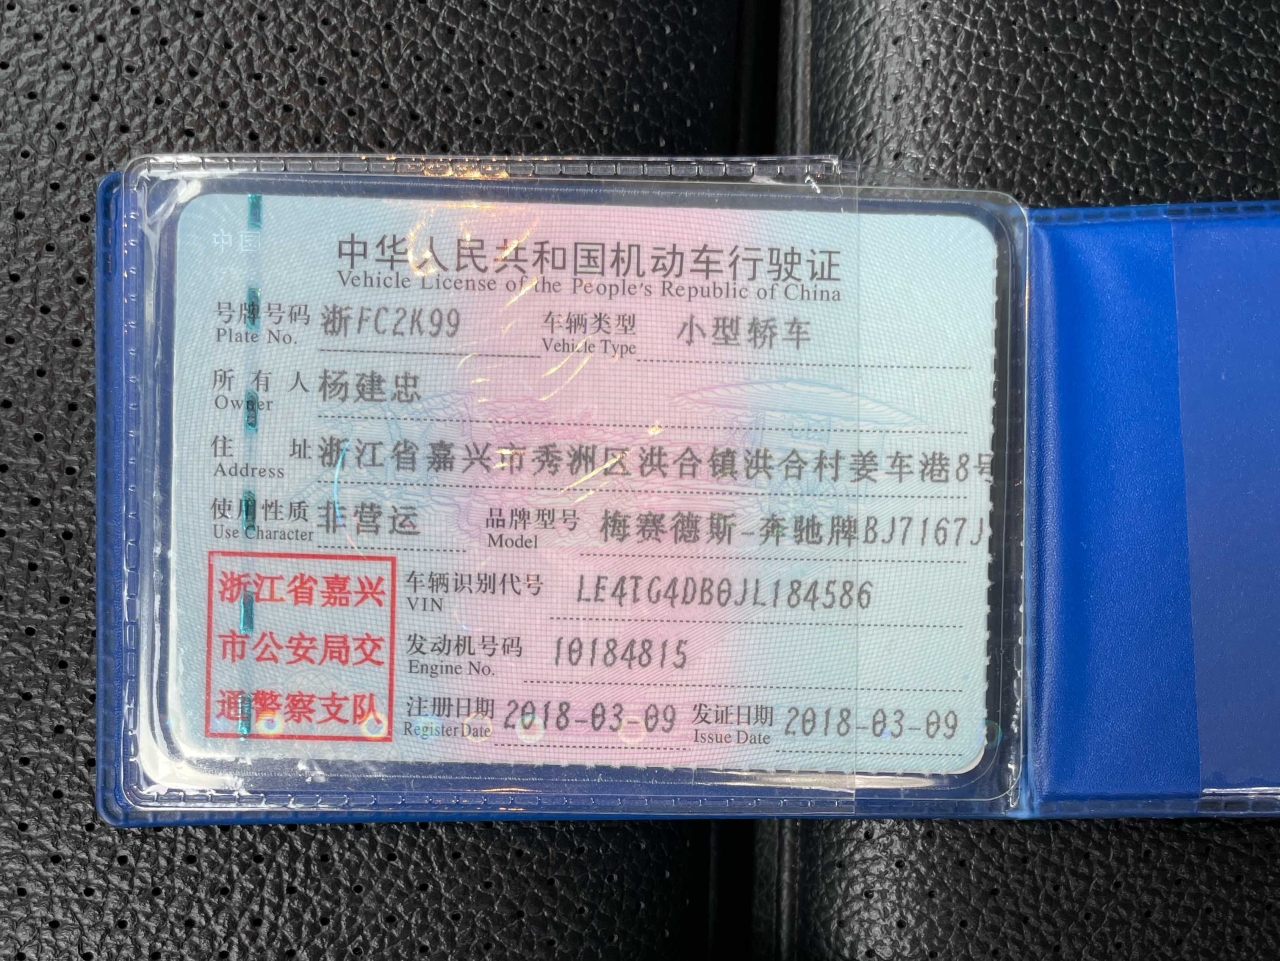 中华人民共和国机动车行驶证
Vehicle License of the People's Republic of China
号牌号码 浙FC2K99 车辆类型 小型轿车
Plate No. Vehicle Type
所有人 杨建忠
Owner
住址 浙江省嘉兴市秀洲区洪合镇洪合村姜车港8号
Address
使用性质 非营运 品牌型号 梅赛德斯-奔驰牌BJ7167J
Use Character Model
浙江省嘉兴
市公安局交
通警察支队
车辆识别代号 LE4TG4DB0JL184586
VIN
发动机号码 10184815
Engine No.
注册日期 2018-03-09 发证日期 2018-03-09
Register Date Issue Date